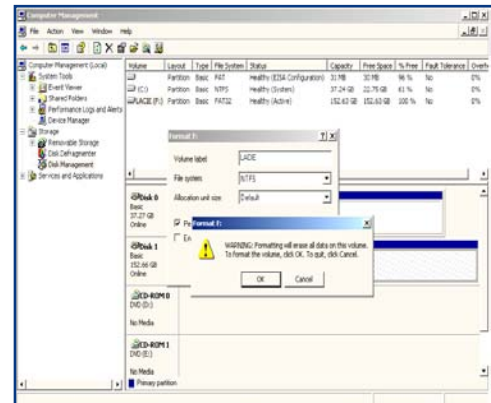 Computer Management
File Action View Window Help
Computer Management (Local)
System Tools
Event Viewer
Shared Folders
Performance Logs and Alerts
Device Manager
Storage
Removable Storage
Disk Defragmenter
Disk Management
Services and Applications
Volume Layout Type File System Status Capacity Free Space % Free Fault Tolerance Overh
Partition Basic FAT Healthy (EISA Configuration) 31 MB 30 MB 96 % No 0%
(C:) Partition Basic NTFS Healthy (System) 37.24 GB 22.75 GB 61 % No 0%
LACIE (F:) Partition Basic FAT32 Healthy (Active) 152.63 GB 152.63 GB 100 % No 0%
Format F:
Volume label: LACIE
File system: NTFS
Allocation unit size: Default
Pe
En
Format F:
WARNING: Formatting will erase all data on this volume.
To format the volume, click OK. To quit, click Cancel.
OK Cancel
Disk 0
Basic
37.27 GB
Online
Disk 1
Basic
152.66 GB
Online
CD-ROM 0
DVD (D:)
No Media
CD-ROM 1
DVD (E:)
No Media
Primary partition